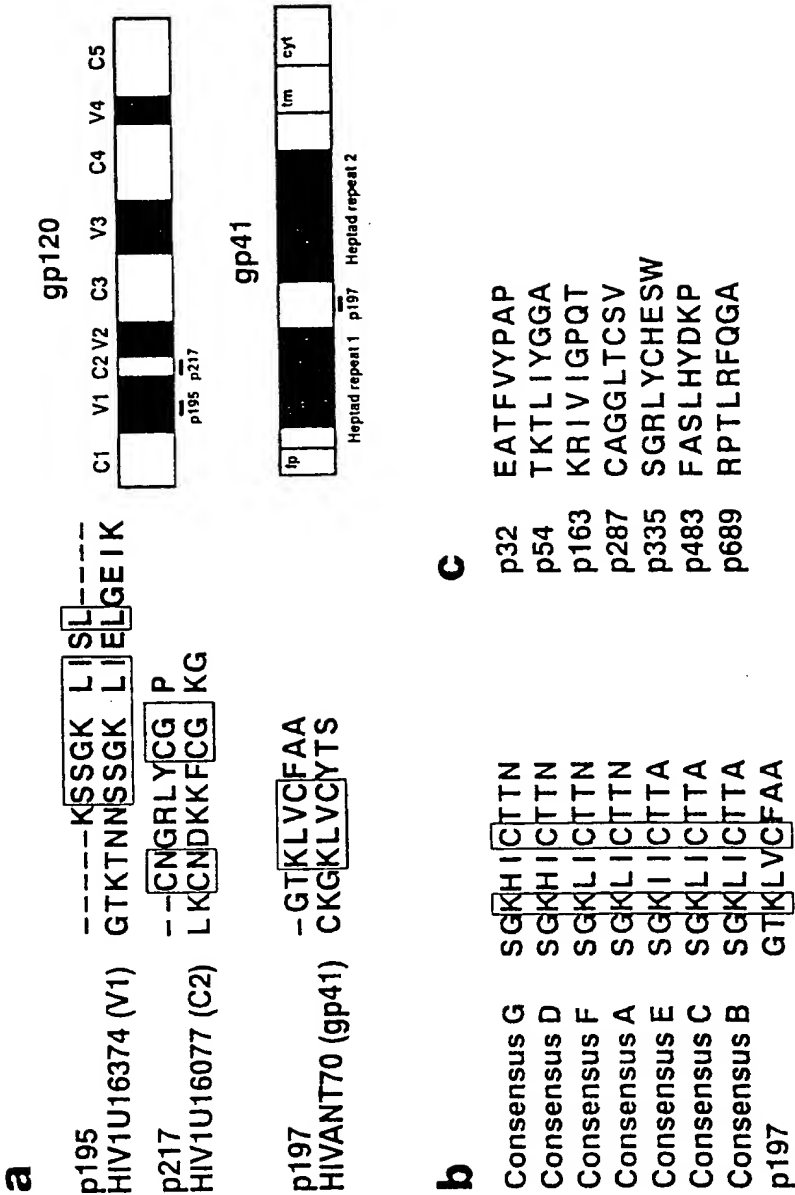 a
p195 -----KSSGK LISL----
HIV1U16374 (V1) GTKTNNSSGK LIELGEIK
p217 --CNGRLYCG P
HIV1U16077 (C2) LKCNDKKFCG KG
p197 -GTKLVCFAA
HIVANT70 (gp41) CKGKLVCYTS
gp120
C1 V1 C2 V2 C3 V3 C4 V4 C5
p195 p217
gp41
fp tm cyt
Heptad repeat 1 p197 Heptad repeat 2
b
Consensus G SGKHICTTN
Consensus D SGKHICTTN
Consensus F SGKLICTTN
Consensus A SGKLICTTN
Consensus E SGKIICTTA
Consensus C SGKLICTTA
Consensus B SGKLICTTA
p197 GTKLVCFAA
c
p32 EATFVYPAP
p54 TKTLIYGGA
p163 KRIVIGPQT
p287 CAGGLTCSV
p335 SGRLYCHESW
p483 FASLHYDKP
p689 RPTLRFQGA